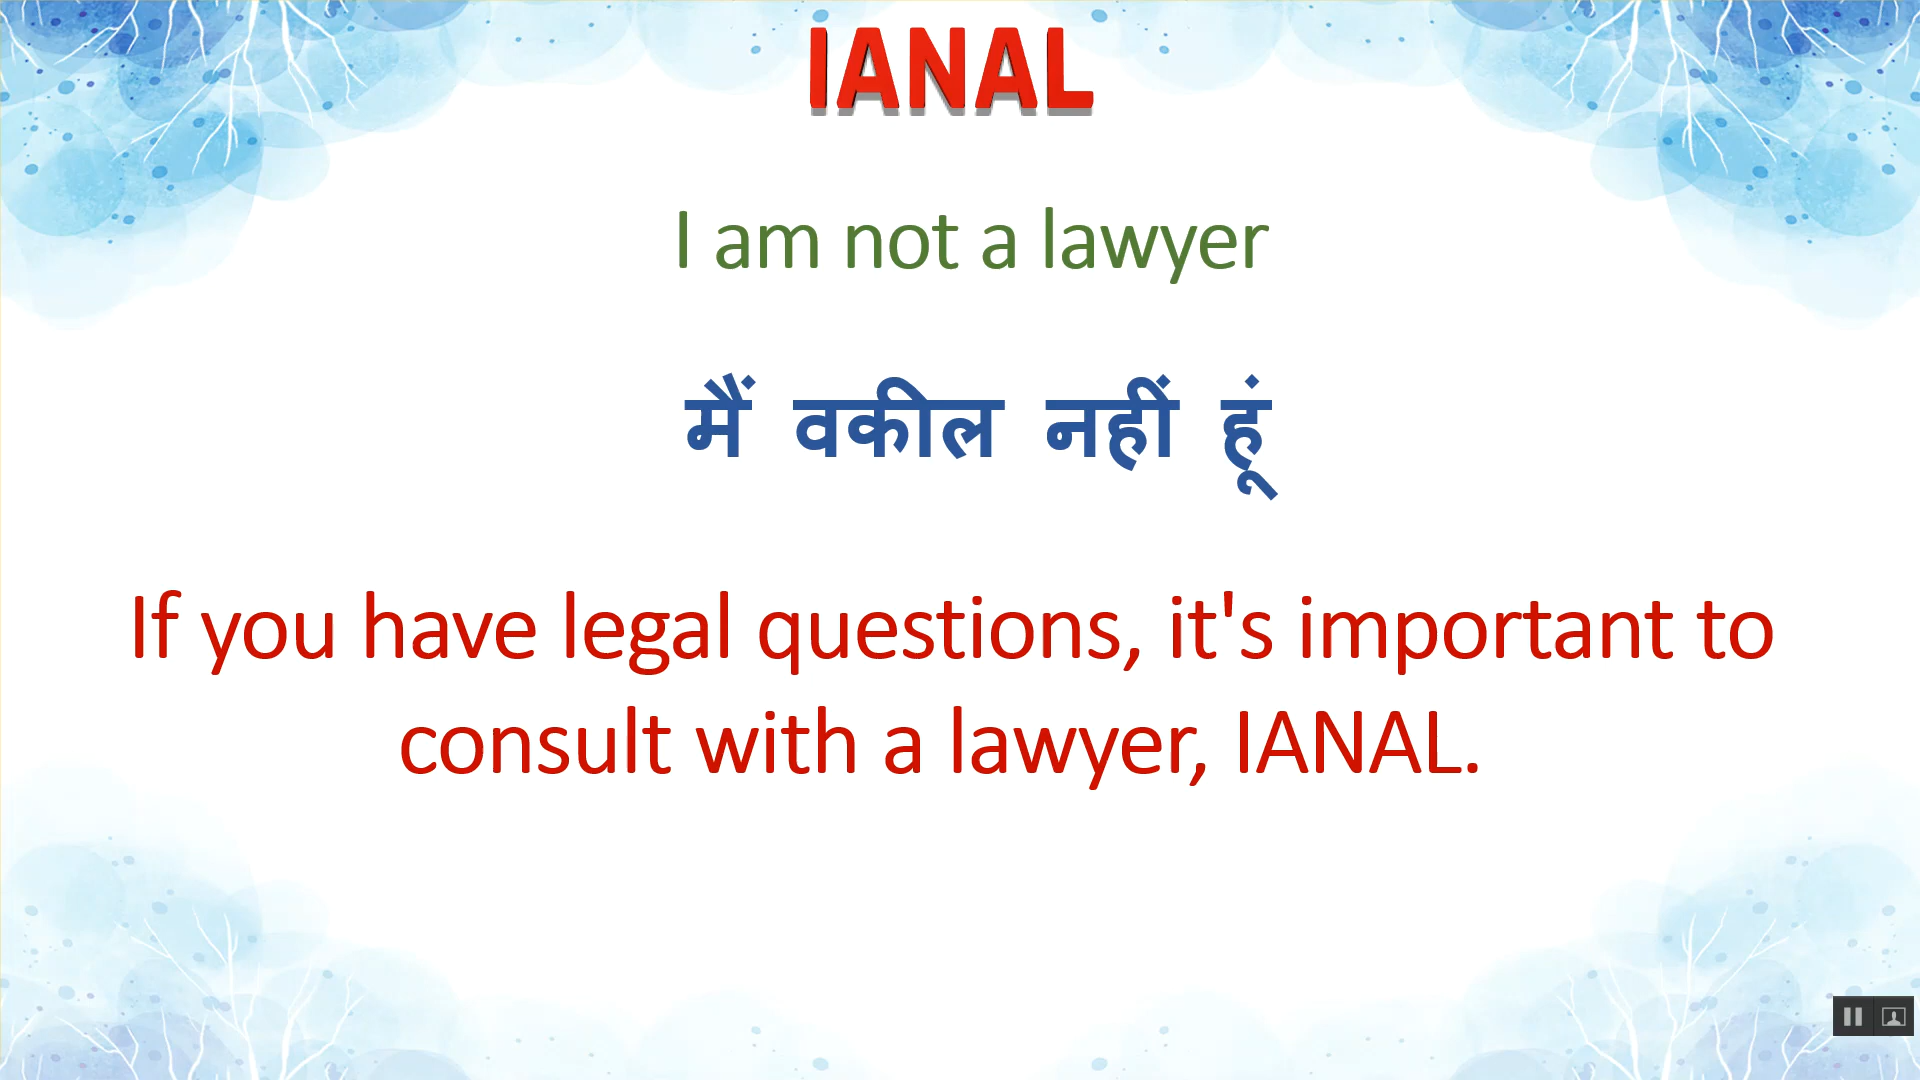 IANAL
I am not a lawyer
मैं वकील नहीं हूं
If you have legal questions, it's important to
consult with a lawyer, IANAL.